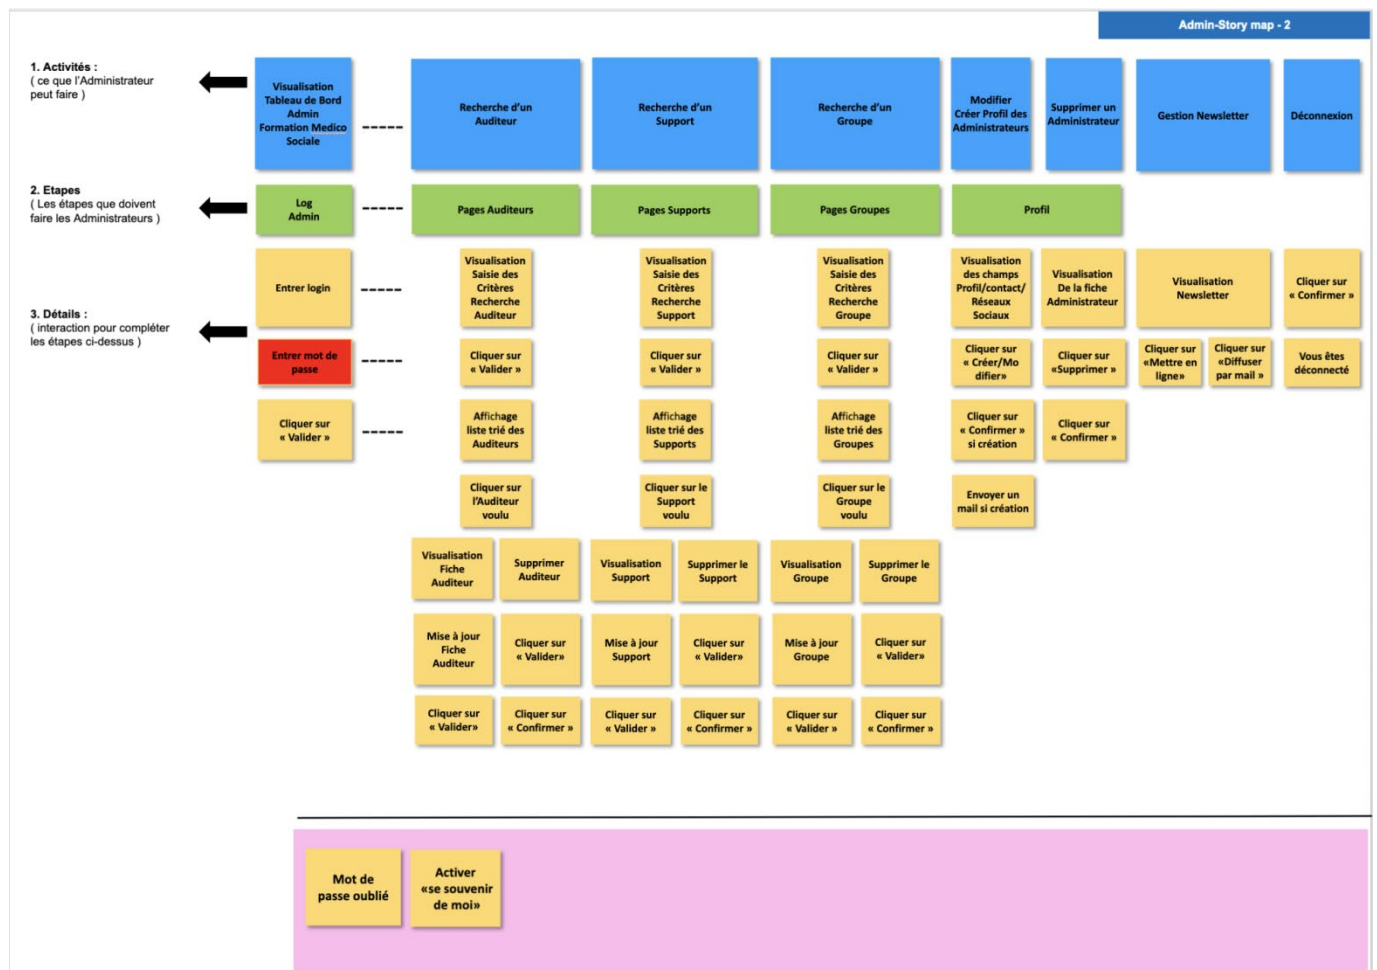 Admin-Story map - 2
1. Activités :
( ce que l'Administrateur
peut faire )
Visualisation
Tableau de Bord
Admin
Formation Medico
Sociale
Recherche d'un
Auditeur
Recherche d'un
Support
Recherche d'un
Groupe
Modifier
Créer Profil des
Administrateurs
Supprimer un
Administrateur
Gestion Newsletter
Déconnexion
2. Etapes
( Les étapes que doivent
faire les Administrateurs )
Log
Admin
Pages Auditeurs
Pages Supports
Pages Groupes
Profil
3. Détails :
( interaction pour compléter
les étapes ci-dessus )
Entrer login
Visualisation
Saisie des
Critères
Recherche
Auditeur
Visualisation
Saisie des
Critères
Recherche
Support
Visualisation
Saisie des
Critères
Recherche
Groupe
Visualisation
des champs
Profil/contact/
Réseaux
Sociaux
Visualisation
De la fiche
Administrateur
Visualisation
Newsletter
Cliquer sur
« Confirmer »
Entrer mot de
passe
Cliquer sur
« Valider »
Cliquer sur
« Valider »
Cliquer sur
« Valider »
Cliquer sur
« Créer/Mo
difier»
Cliquer sur
«Supprimer »
Cliquer sur
«Mettre en
ligne»
Cliquer sur
«Diffuser
par mail »
Vous êtes
déconnecté
Cliquer sur
« Valider »
Affichage
liste trié des
Auditeurs
Affichage
liste trié des
Supports
Affichage
liste trié des
Groupes
Cliquer sur
« Confirmer »
si création
Cliquer sur
« Confirmer »
Cliquer sur
l'Auditeur
voulu
Cliquer sur le
Support
voulu
Cliquer sur le
Groupe
voulu
Envoyer un
mail si création
Visualisation
Fiche
Auditeur
Supprimer
Auditeur
Visualisation
Support
Supprimer le
Support
Visualisation
Groupe
Supprimer le
Groupe
Mise à jour
Fiche
Auditeur
Cliquer sur
« Valider»
Mise à jour
Support
Cliquer sur
« Valider»
Mise à jour
Groupe
Cliquer sur
« Valider»
Cliquer sur
« Valider»
Cliquer sur
« Confirmer »
Cliquer sur
« Valider »
Cliquer sur
« Confirmer »
Cliquer sur
« Valider »
Cliquer sur
« Confirmer »
Mot de
passe oublié
Activer
«se souvenir
de moi»